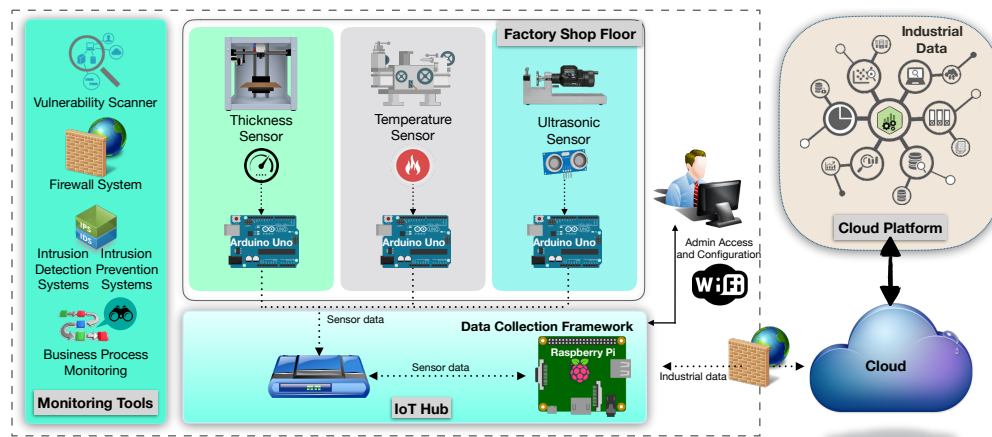 Vulnerability Scanner
Firewall System
IPS
IDS
Intrusion
Detection
Systems
Intrusion
Prevention
Systems
Business Process
Monitoring
Monitoring Tools
Factory Shop Floor
Thickness
Sensor
Temperature
Sensor
Ultrasonic
Sensor
Arduino Uno
Arduino Uno
Arduino Uno
Sensor data
Data Collection Framework
Sensor data
Raspberry Pi
IoT Hub
Admin Access
and Configuration
WiFi
Industrial data
Industrial
Data
Cloud Platform
Cloud